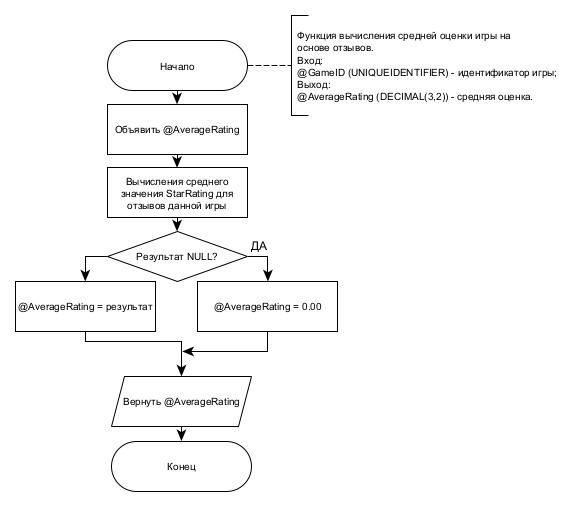 Функция вычисления средней оценки игры на
основе отзывов.
Вход:
@GameID (UNIQUEIDENTIFIER) - идентификатор игры;
Выход:
@AverageRating (DECIMAL(3,2)) - средняя оценка.
Начало
Объявить @AverageRating
Вычисления среднего
значения StarRating для
отзывов данной игры
Результат NULL?
ДА
@AverageRating = результат
@AverageRating = 0.00
Вернуть @AverageRating
Конец